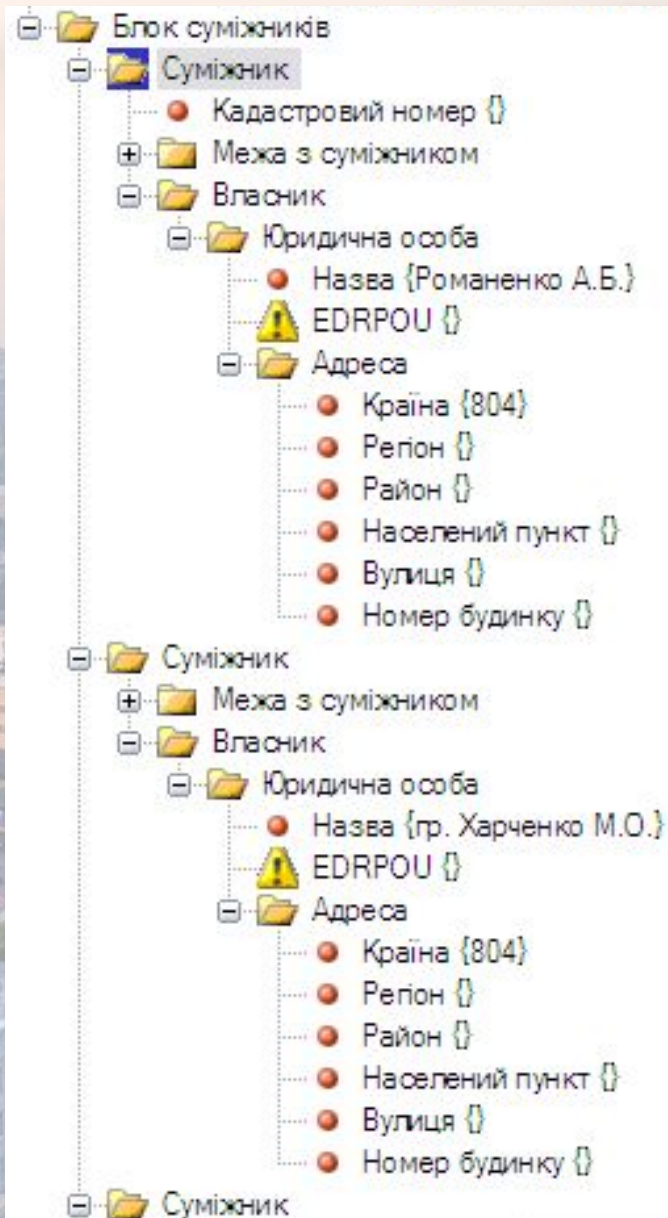 Блок суміжників
Суміжник
Кадастровий номер {}
Межа з суміжником
Власник
Юридична особа
Назва {Романенко А.Б.}
EDRPOU {}
Адреса
Країна {804}
Регіон {}
Район {}
Населений пункт {}
Вулиця {}
Номер будинку {}
Суміжник
Межа з суміжником
Власник
Юридична особа
Назва {гр. Харченко М.О.}
EDRPOU {}
Адреса
Країна {804}
Регіон {}
Район {}
Населений пункт {}
Вулиця {}
Номер будинку {}
Суміжник